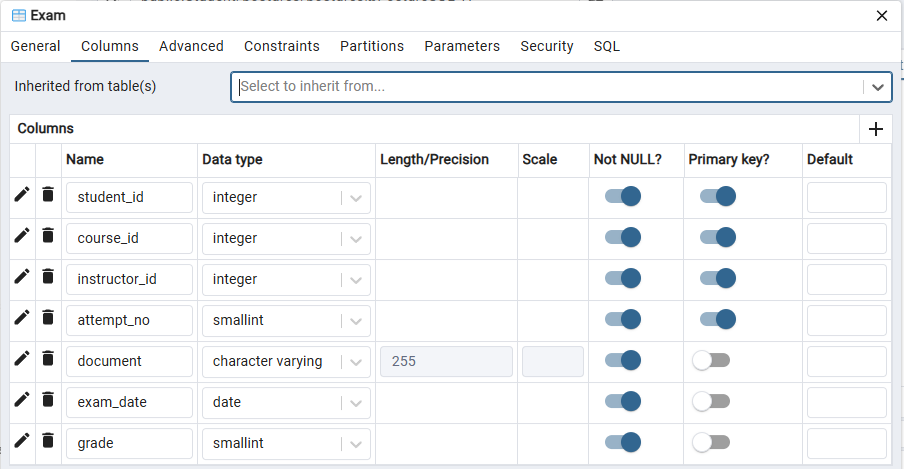 Exam
General Columns Advanced Constraints Partitions Parameters Security SQL
Inherited from table(s) Select to inherit from...
Columns
Name Data type Length/Precision Scale Not NULL? Primary key? Default
student_id integer
course_id integer
instructor_id integer
attempt_no smallint
document character varying 255
exam_date date
grade smallint